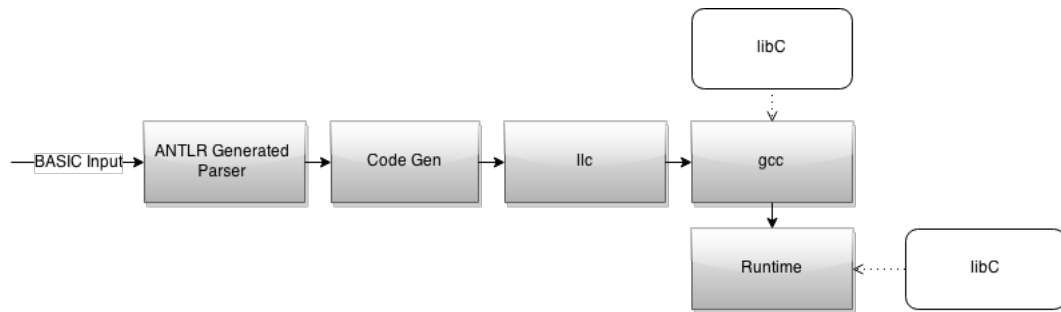 libC
BASIC Input
ANTLR Generated
Parser
Code Gen
llc
gcc
Runtime
libC